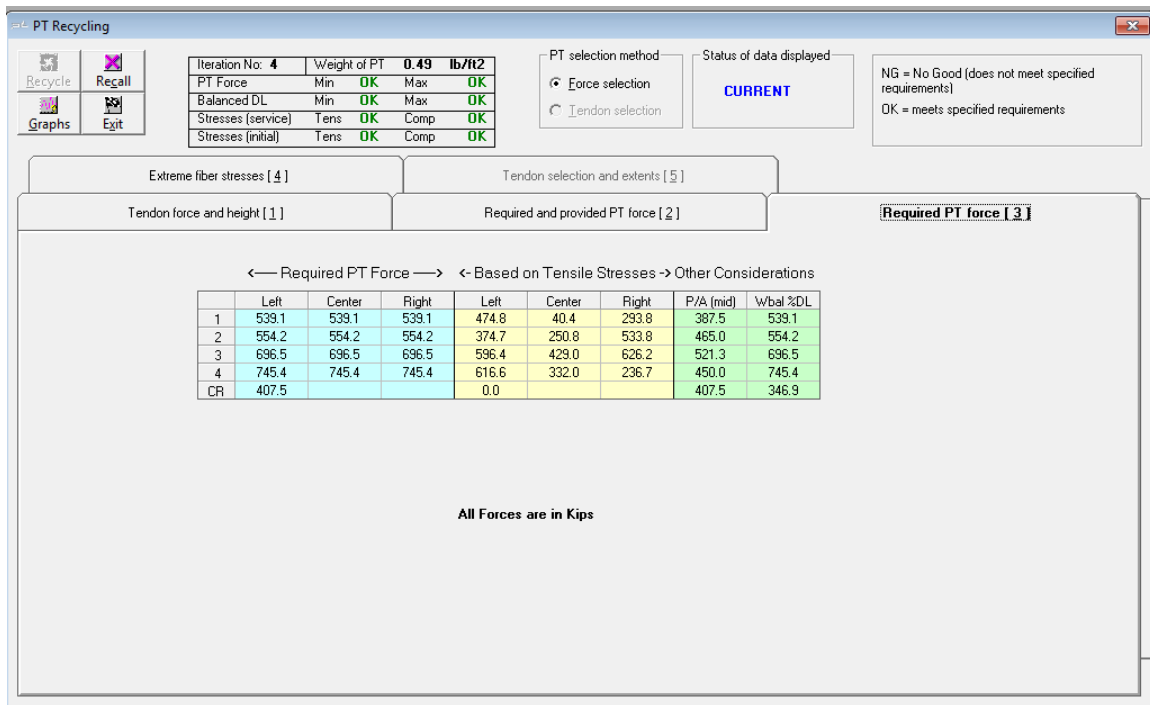 PT Recycling
Recycle Recall
Graphs Exit
Iteration No: 4 Weight of PT 0.49 lb/ft2
PT Force Min OK Max OK
Balanced DL Min OK Max OK
Stresses (service) Tens OK Comp OK
Stresses (initial) Tens OK Comp OK
PT selection method
Force selection
Tendon selection
Status of data displayed
CURRENT
NG = No Good (does not meet specified
requirements)
OK = meets specified requirements
Extreme fiber stresses [ 4 ] Tendon selection and extents [ 5 ]
Tendon force and height [ 1 ] Required and provided PT force [ 2 ] Required PT force [ 3 ]
<—— Required PT Force ——> <- Based on Tensile Stresses -> Other Considerations
Left Center Right Left Center Right P/A (mid) Wbal %DL
1 539.1 539.1 539.1 474.8 40.4 293.8 387.5 539.1
2 554.2 554.2 554.2 374.7 250.8 533.8 465.0 554.2
3 696.5 696.5 696.5 596.4 429.0 626.2 521.3 696.5
4 745.4 745.4 745.4 616.6 332.0 236.7 450.0 745.4
CR 407.5 0.0 407.5 346.9
All Forces are in Kips